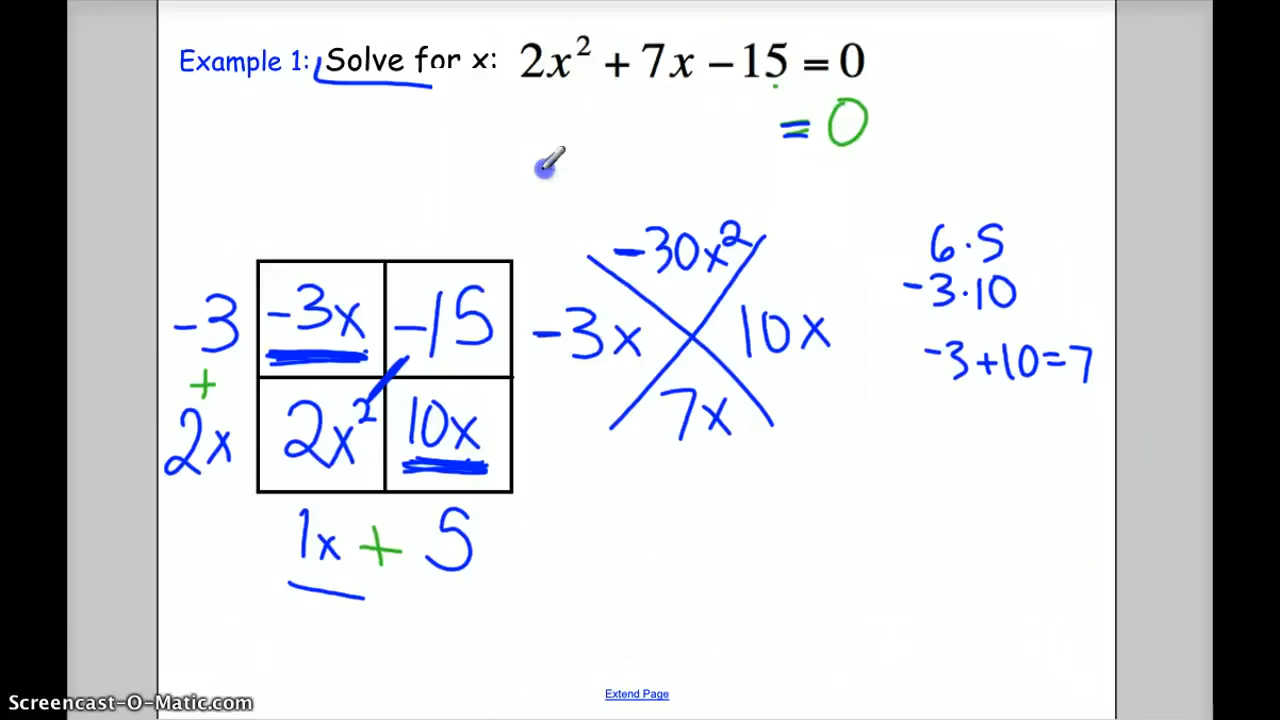 Example 1: Solve for x: 2x² + 7x − 15 = 0
= 0
-30x²
-3x 10x
7x
6·5
-3·10
-3+10=7
-3 -3x -15
+
2x 2x² 10x
1x + 5
Extend Page
Screencast-O-Matic.com